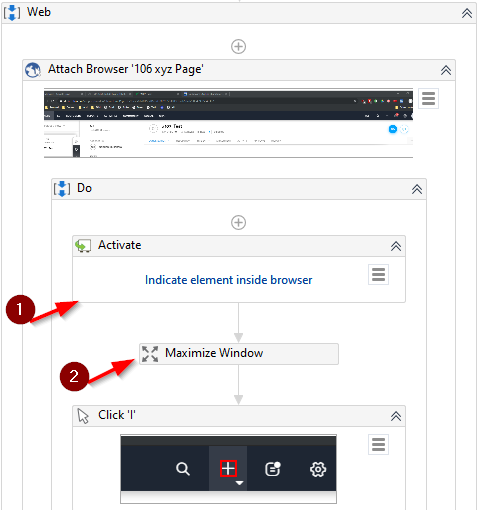 Web
Attach Browser '106 xyz Page'
Do
Activate
Indicate element inside browser
1
2
Maximize Window
Click 'I'